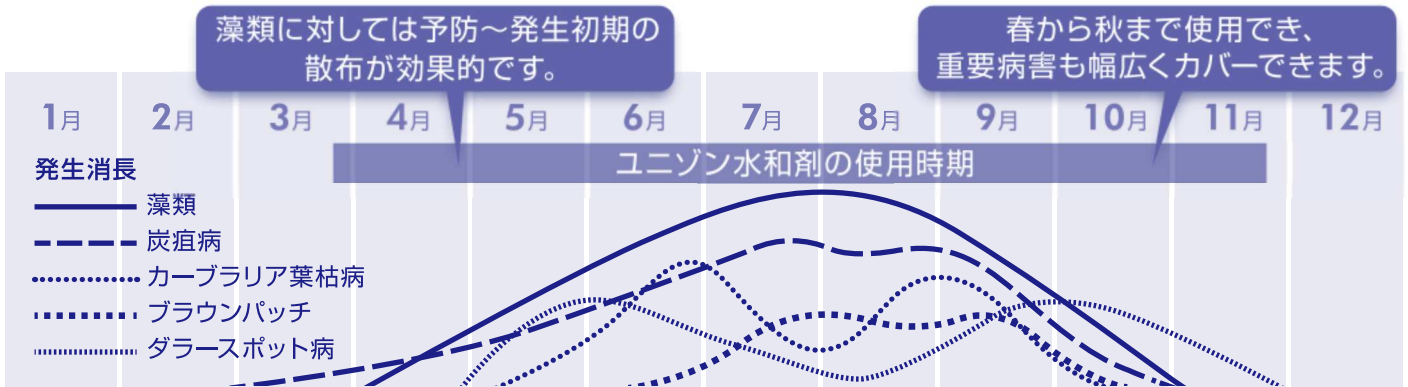 藻類に対しては予防～発生初期の
散布が効果的です。
春から秋まで使用でき、
重要病害も幅広くカバーできます。
1月 2月 3月 4月 5月 6月 7月 8月 9月 10月 11月 12月
ユニゾン水和剤の使用時期
発生消長
藻類
炭疽病
カーブラリア葉枯病
ブラウンパッチ
ダラースポット病